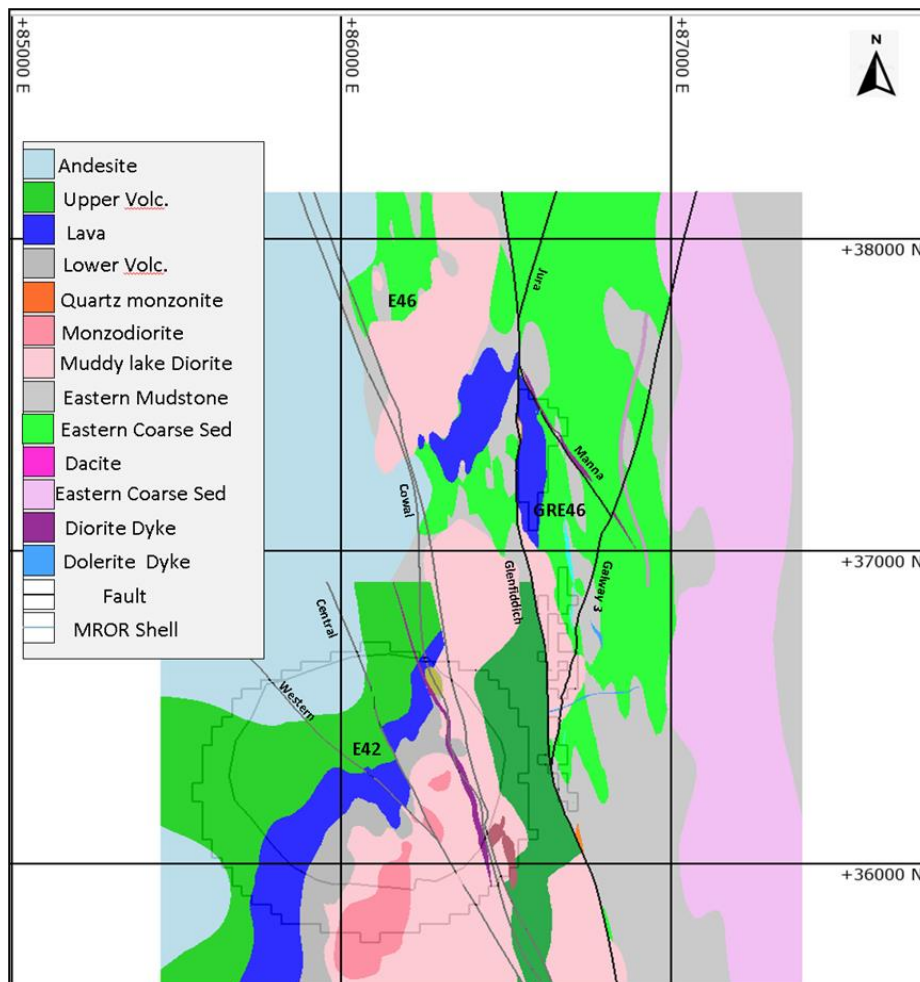 +85000 E
+86000 E
+87000 E
N
Andesite
Upper Volc.
Lava
Lower Volc.
Quartz monzonite
Monzodiorite
Muddy lake Diorite
Eastern Mudstone
Eastern Coarse Sed
Dacite
Eastern Coarse Sed
Diorite Dyke
Dolerite Dyke
Fault
MROR Shell
+38000 N
Jura
E46
Manna
Cowal
GRE46
+37000 N
Glenfiddich
Galway 3
Central
Western
E42
+36000 N